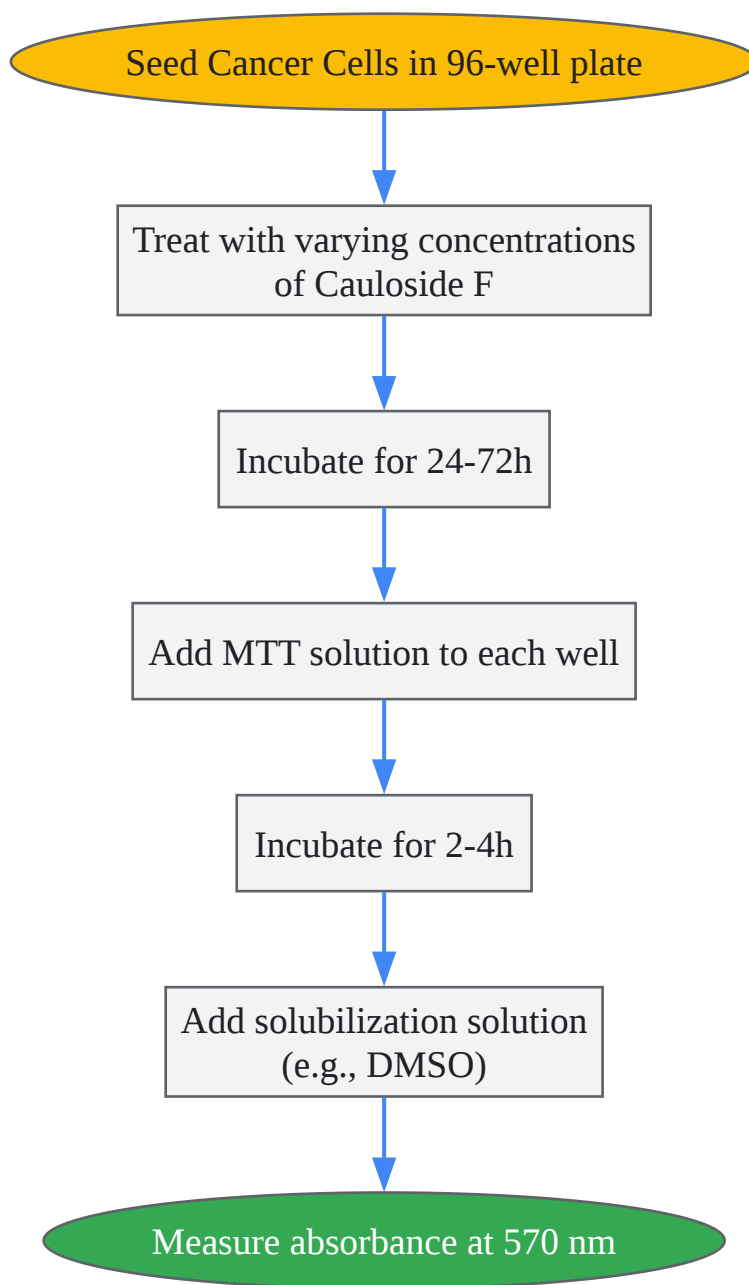 Seed Cancer Cells in 96-well plate
Treat with varying concentrations
of Cauloside F
Incubate for 24-72h
Add MTT solution to each well
Incubate for 2-4h
Add solubilization solution
(e.g., DMSO)
Measure absorbance at 570 nm